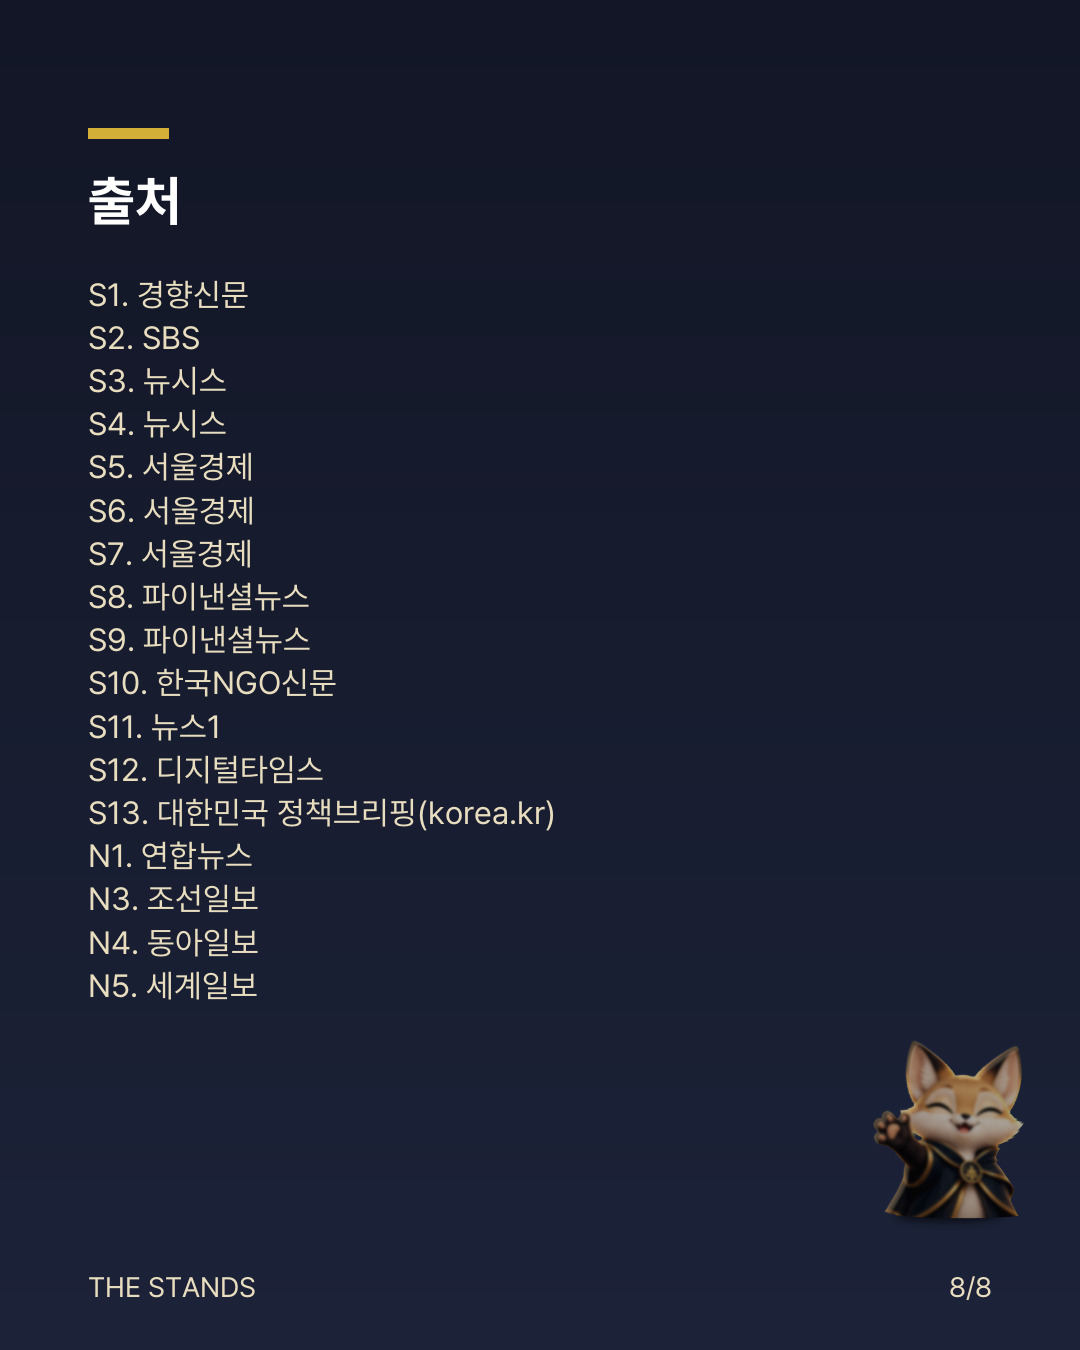 출처
S1. 경향신문
S2. SBS
S3. 뉴시스
S4. 뉴시스
S5. 서울경제
S6. 서울경제
S7. 서울경제
S8. 파이낸셜뉴스
S9. 파이낸셜뉴스
S10. 한국NGO신문
S11. 뉴스1
S12. 디지털타임스
S13. 대한민국 정책브리핑(korea.kr)
N1. 연합뉴스
N3. 조선일보
N4. 동아일보
N5. 세계일보
THE STANDS
8/8